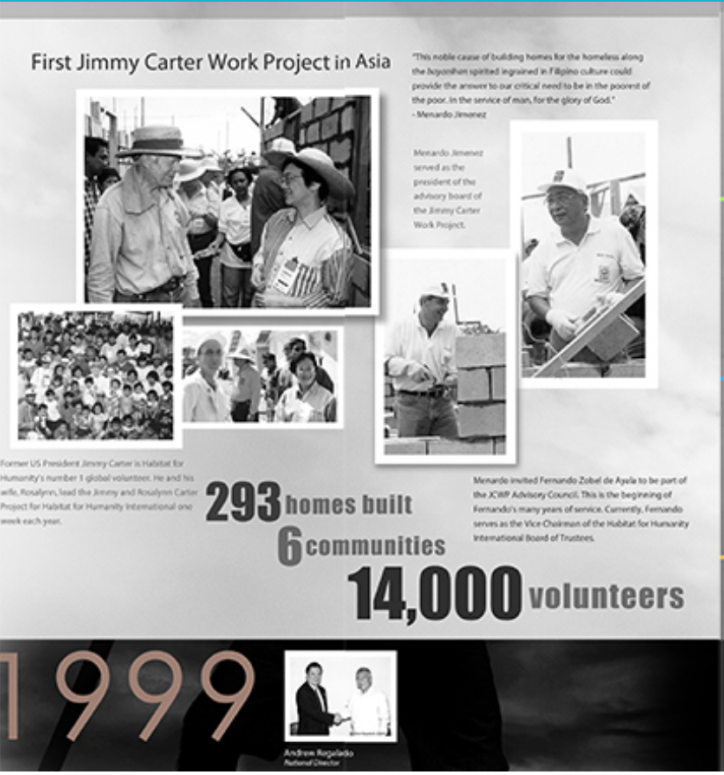 First Jimmy Carter Work Project in Asia
"This noble cause of building homes for the homeless along
the bayanihan spirited ingrained in Filipino culture could
provide the answer to our critical need to be in the poorest of
the poor. In the service of man, for the glory of God."
- Menardo Jimenez
Menardo Jimenez
served as the
president of the
advisory board of
the Jimmy Carter
Work Project.
Former US President Jimmy Carter is Habitat for
Humanity's number 1 global volunteer. He and his
wife, Rosalynn, lead the Jimmy and Rosalynn Carter
Project for Habitat for Humanity International one
week each year.
293 homes built
6 communities
14,000 volunteers
Menardo invited Fernando Zobel de Ayala to be part of
the JCWP Advisory Council. This is the beginning of
Fernando's many years of service. Currently, Fernando
serves as the Vice-Chairman of the Habitat for Humanity
International Board of Trustees.
1999
Andrew Regalado
National Director